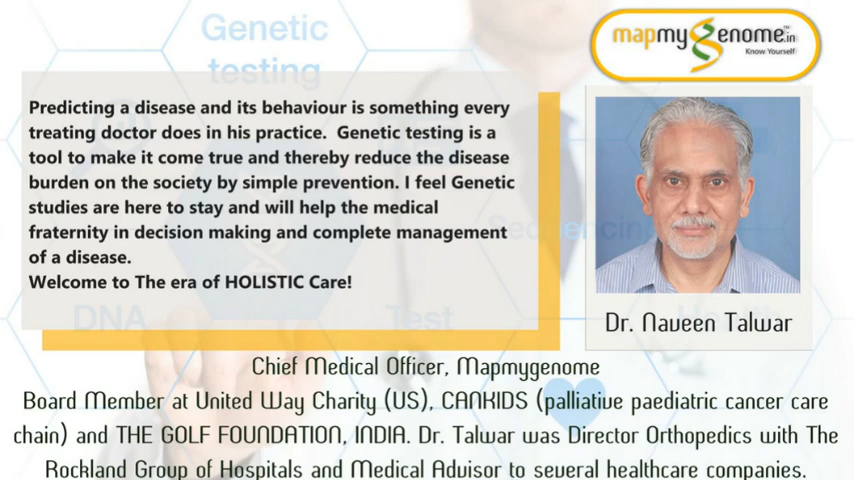 Genetic
testing
mapmygenome.in
Know Yourself
Predicting a disease and its behaviour is something every
treating doctor does in his practice.  Genetic testing is a
tool to make it come true and thereby reduce the disease
burden on the society by simple prevention. I feel Genetic
studies are here to stay and will help the medical
fraternity in decision making and complete management
of a disease.
Welcome to The era of HOLISTIC Care!
Sequencing
DNA
Test
Health
Dr. Naveen Talwar
Chief Medical Officer, Mapmygenome
Board Member at United Way Charity (US), CANKIDS (palliative paediatric cancer care
chain) and THE GOLF FOUNDATION, INDIA. Dr. Talwar was Director Orthopedics with The
Rockland Group of Hospitals and Medical Advisor to several healthcare companies.